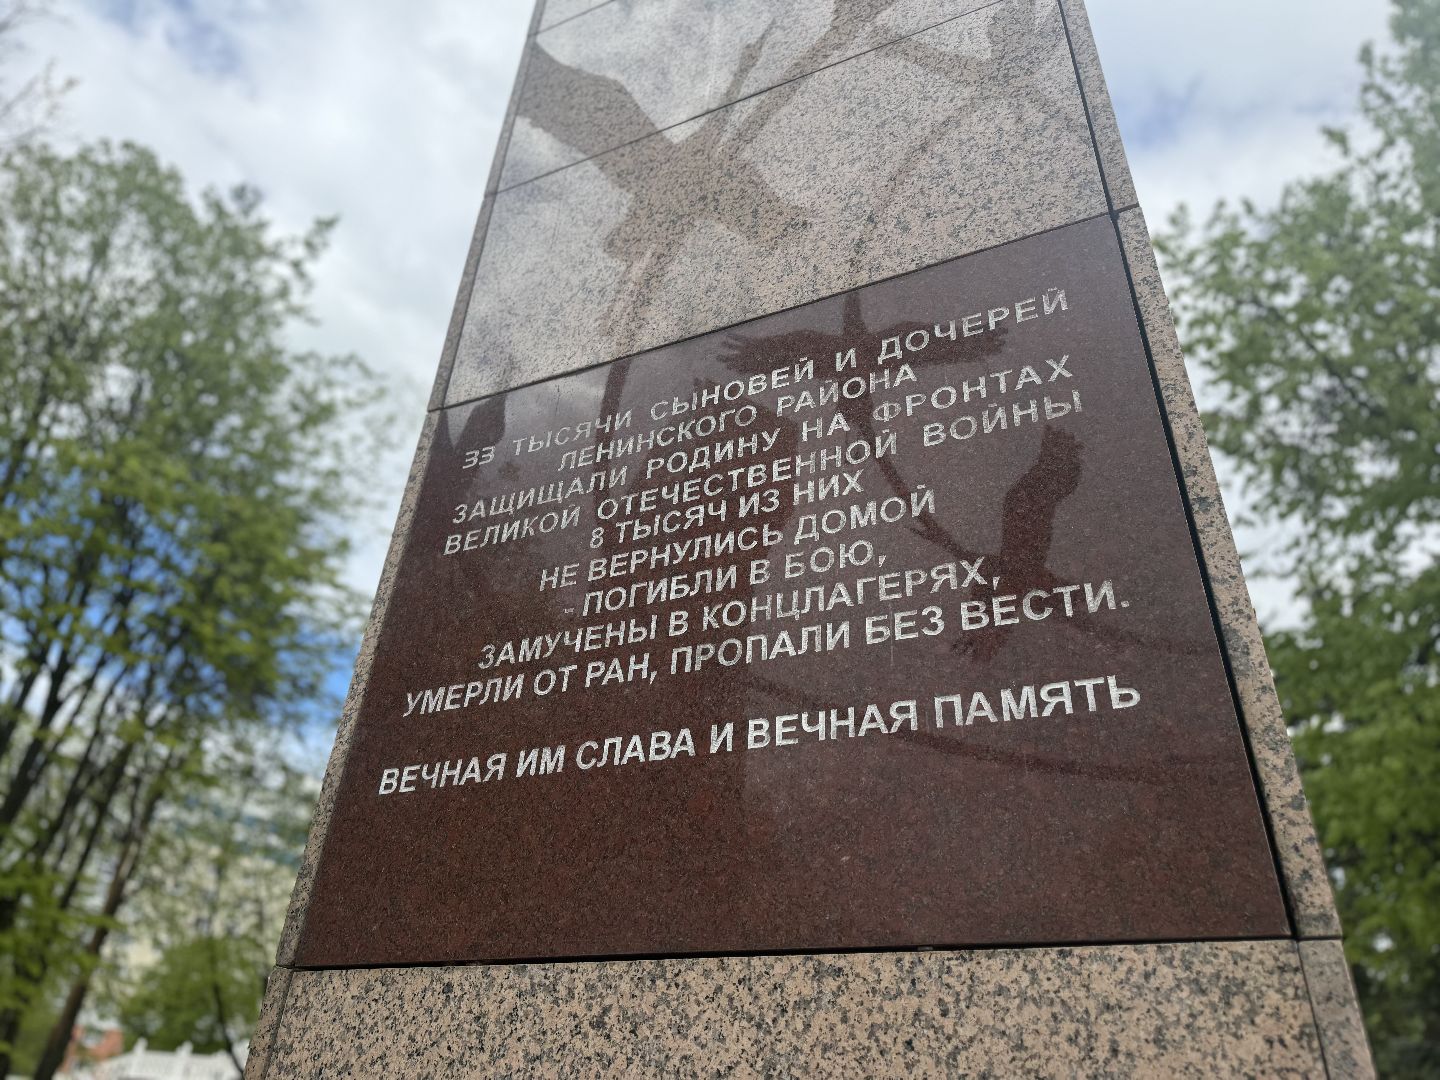 33 ТЫСЯЧИ СЫНОВЕЙ И ДОЧЕРЕЙ
ЛЕНИНСКОГО РАЙОНА
ЗАЩИЩАЛИ РОДИНУ НА ФРОНТАХ
ВЕЛИКОЙ ОТЕЧЕСТВЕННОЙ ВОЙНЫ
8 ТЫСЯЧ ИЗ НИХ
НЕ ВЕРНУЛИСЬ ДОМОЙ
- ПОГИБЛИ В БОЮ,
ЗАМУЧЕНЫ В КОНЦЛАГЕРЯХ,
УМЕРЛИ ОТ РАН, ПРОПАЛИ БЕЗ ВЕСТИ.
ВЕЧНАЯ ИМ СЛАВА И ВЕЧНАЯ ПАМЯТЬ